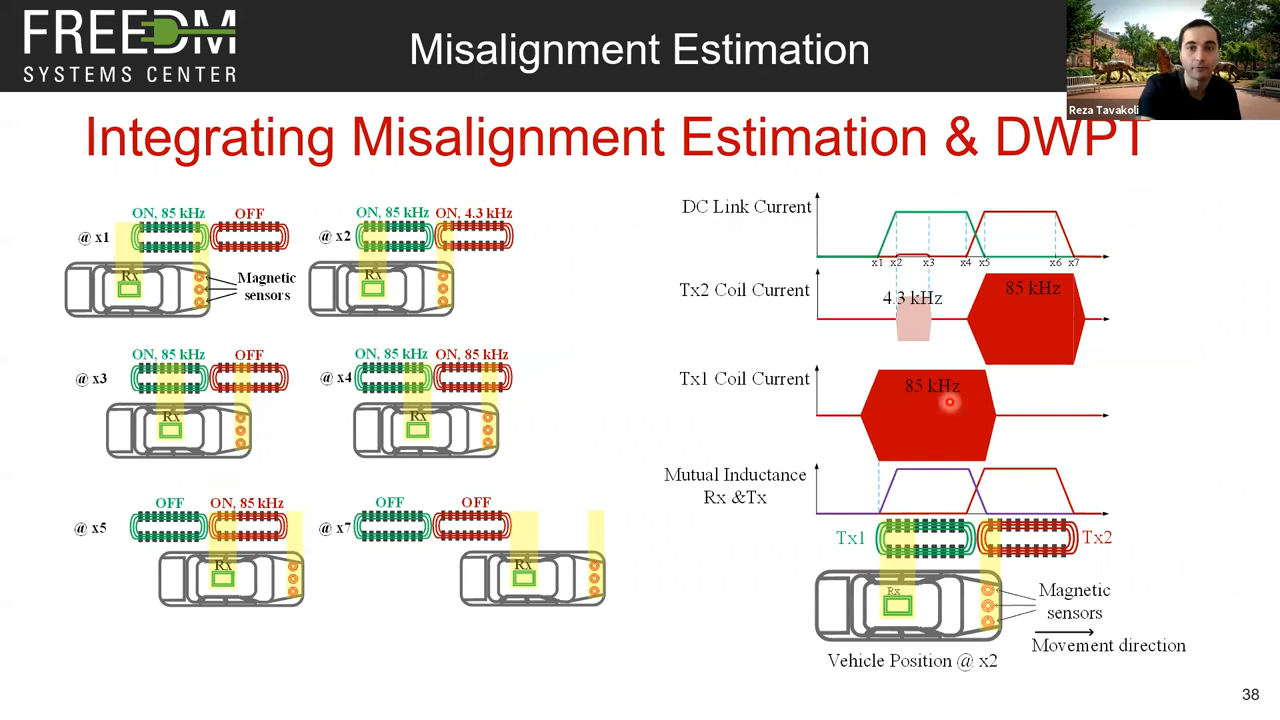 FREEDM
SYSTEMS CENTER
Misalignment Estimation
Reza Tavakoli
Integrating Misalignment Estimation & DWPT
ON, 85 kHz OFF
@ x1
Rx
Magnetic
sensors
ON, 85 kHz ON, 4.3 kHz
@ x2
Rx
ON, 85 kHz OFF
@ x3
Rx
ON, 85 kHz ON, 85 kHz
@ x4
Rx
OFF ON, 85 kHz
@ x5
Rx
OFF OFF
@ x7
Rx
DC Link Current
x1 x2 x3 x4 x5 x6 x7
Tx2 Coil Current
4.3 kHz
85 kHz
Tx1 Coil Current
85 kHz
Mutual Inductance
Rx &Tx
Tx1
Tx2
Rx
Magnetic
sensors
Movement direction
Vehicle Position @ x2
38